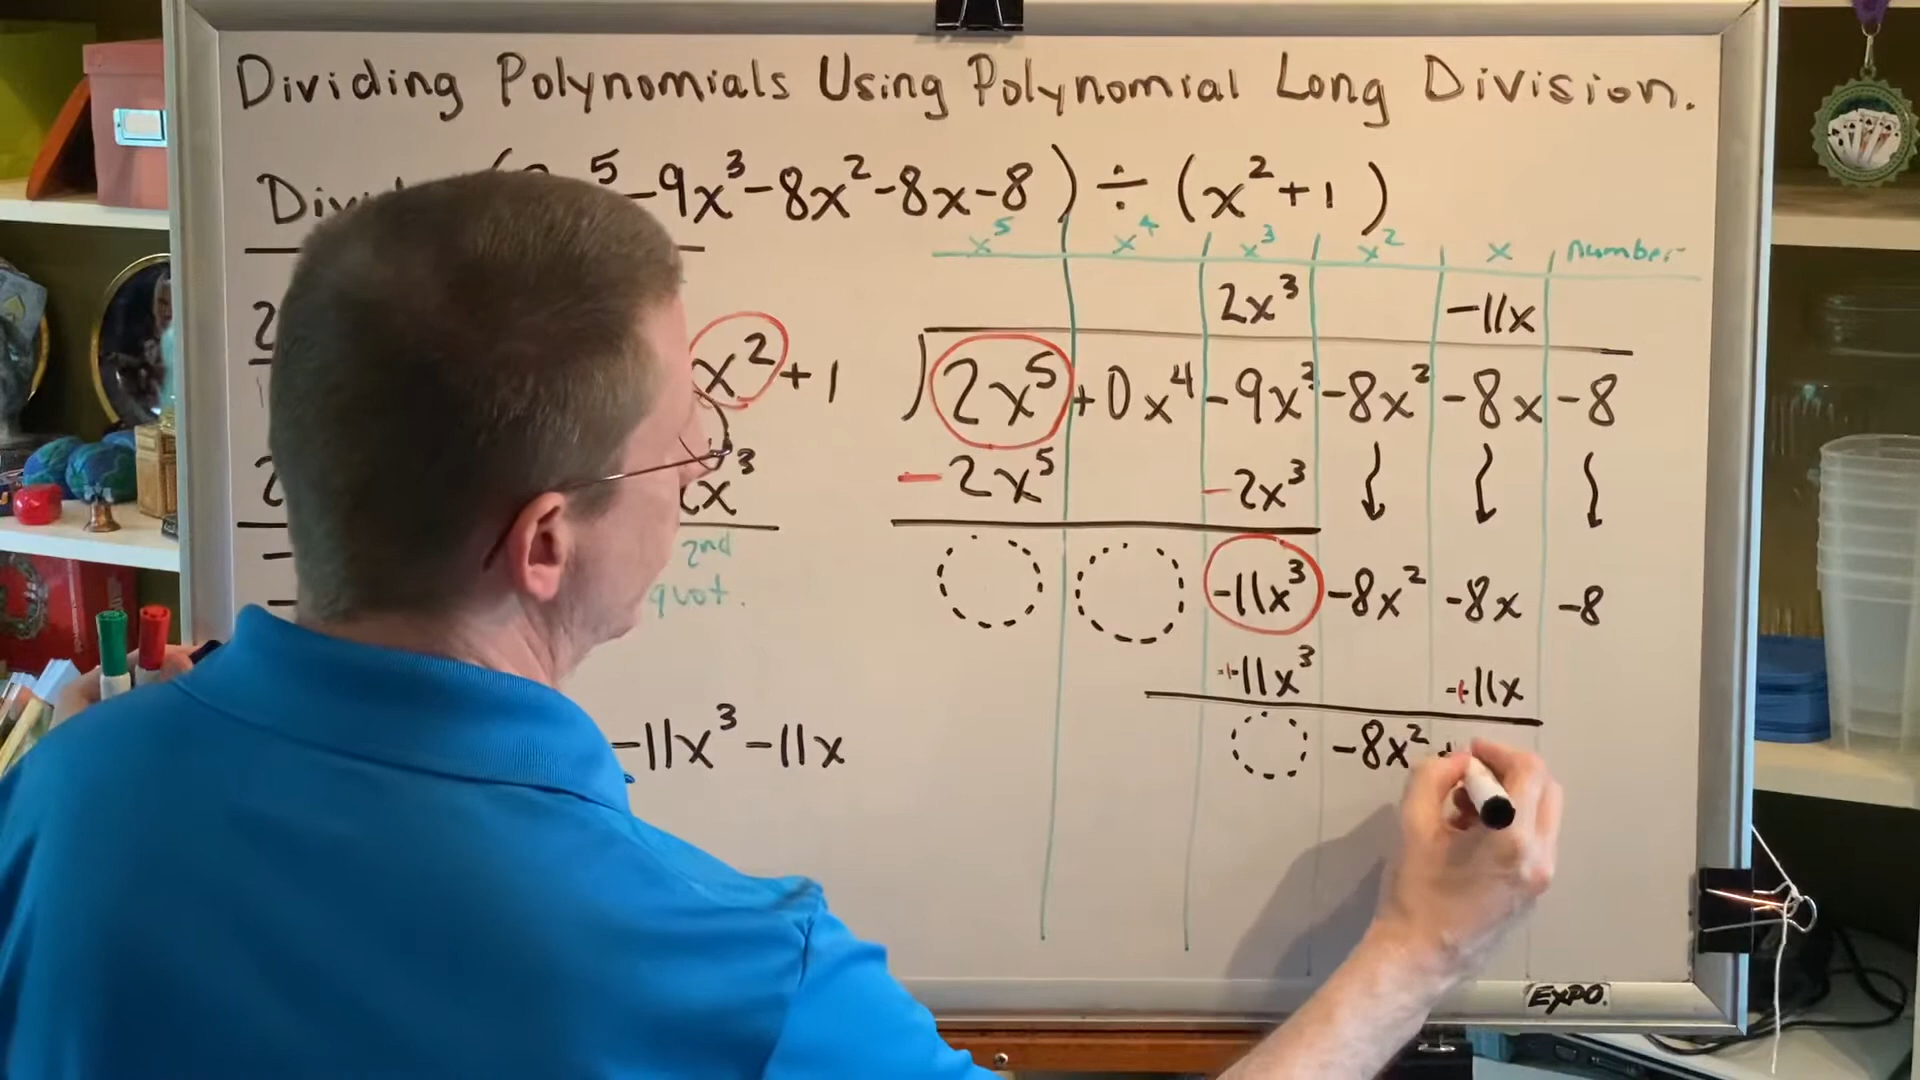 Dividing Polynomials Using Polynomial Long Division.
⁵-9x³-8x²-8x-8) ÷ (x²+1)
x⁵ x⁴ x³ x² x number
2x³ -11x
x²+1 2x⁵+0x⁴-9x³-8x²-8x-8
x³ -2x⁵ -2x³
2nd
quot.
-11x³ -8x² -8x -8
+11x³ +11x
-11x³-11x
-8x² +
EXPO